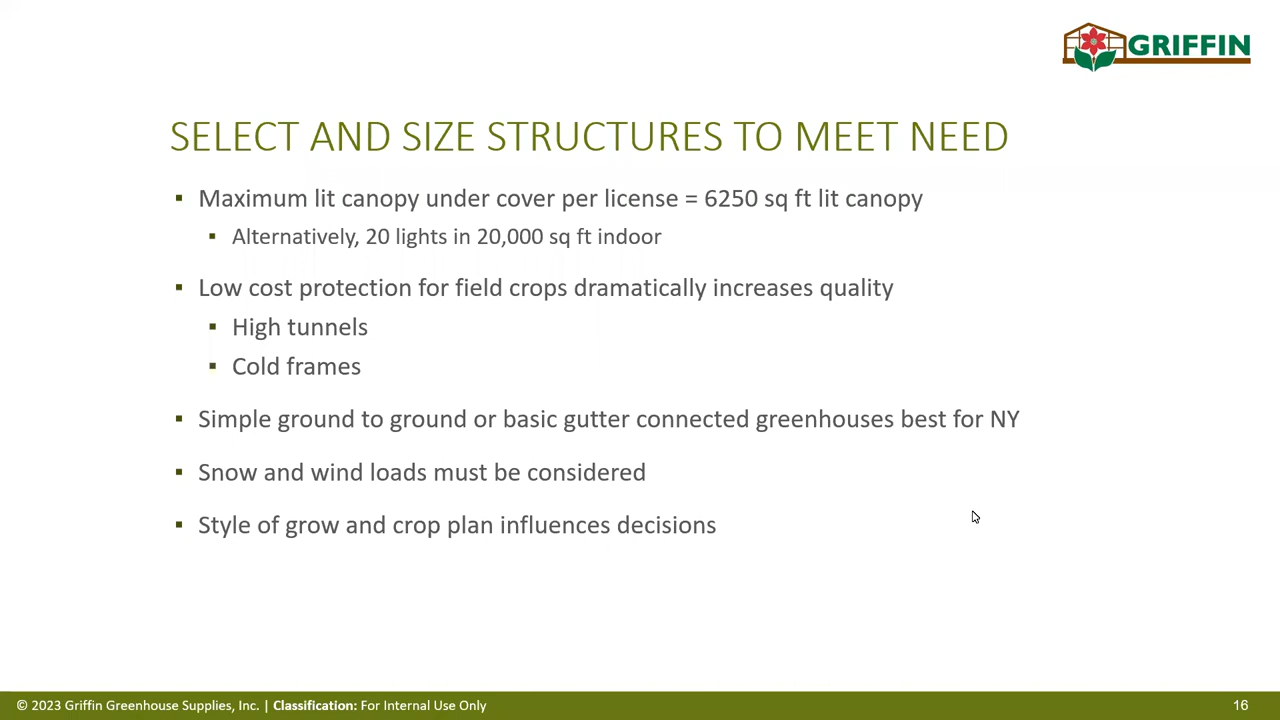 GRIFFIN
SELECT AND SIZE STRUCTURES TO MEET NEED
▪ Maximum lit canopy under cover per license = 6250 sq ft lit canopy
▪ Alternatively, 20 lights in 20,000 sq ft indoor
▪ Low cost protection for field crops dramatically increases quality
▪ High tunnels
▪ Cold frames
▪ Simple ground to ground or basic gutter connected greenhouses best for NY
▪ Snow and wind loads must be considered
▪ Style of grow and crop plan influences decisions
© 2023 Griffin Greenhouse Supplies, Inc. | Classification: For Internal Use Only
16